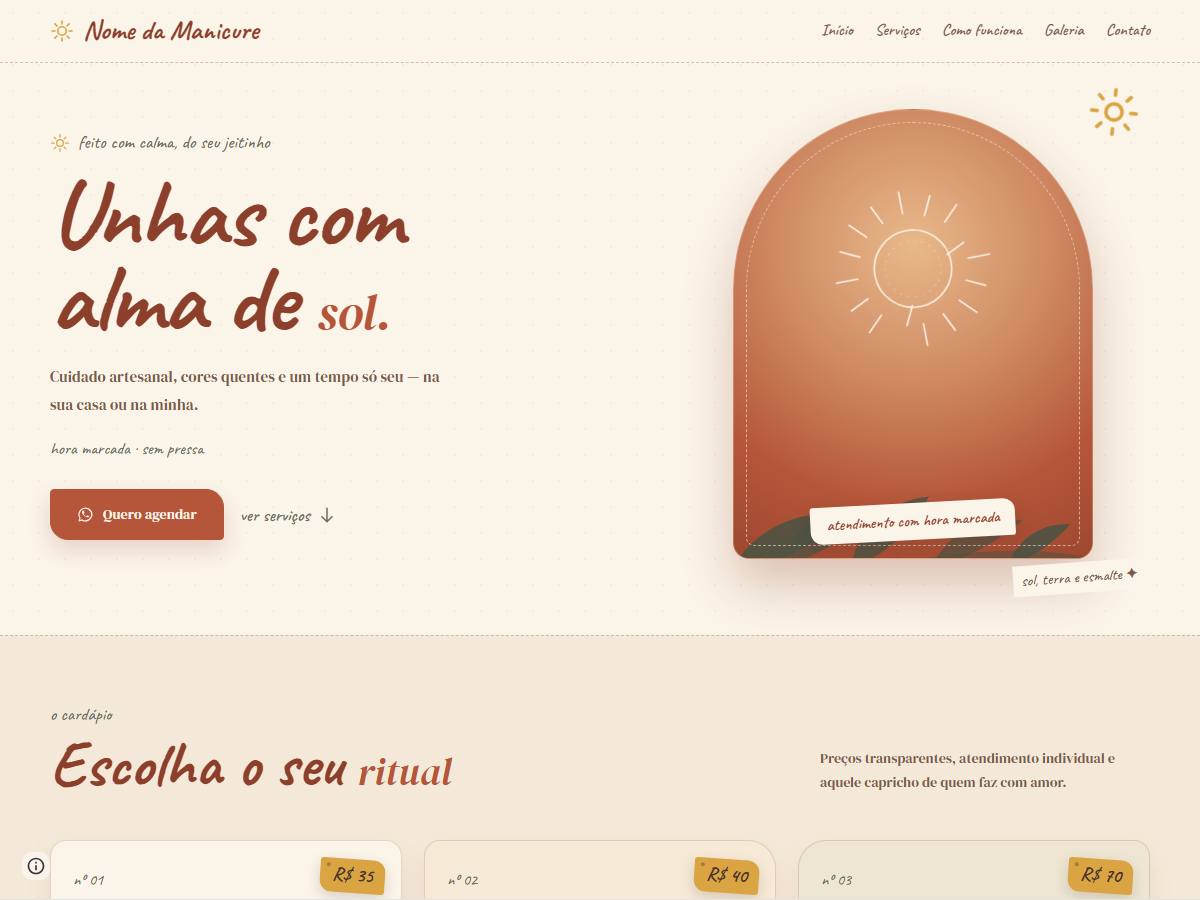 Nome da Manicure
Início Serviços Como funciona Galeria Contato
feito com calma, do seu jeitinho
Unhas com
alma de sol.
Cuidado artesanal, cores quentes e um tempo só seu — na
sua casa ou na minha.
hora marcada · sem pressa
Quero agendar
ver serviços ↓
atendimento com hora marcada
sol, terra e esmalte ✦
o cardápio
Escolha o seu ritual
Preços transparentes, atendimento individual e
aquele capricho de quem faz com amor.
nº 01
R$ 35
nº 02
R$ 40
nº 03
R$ 70